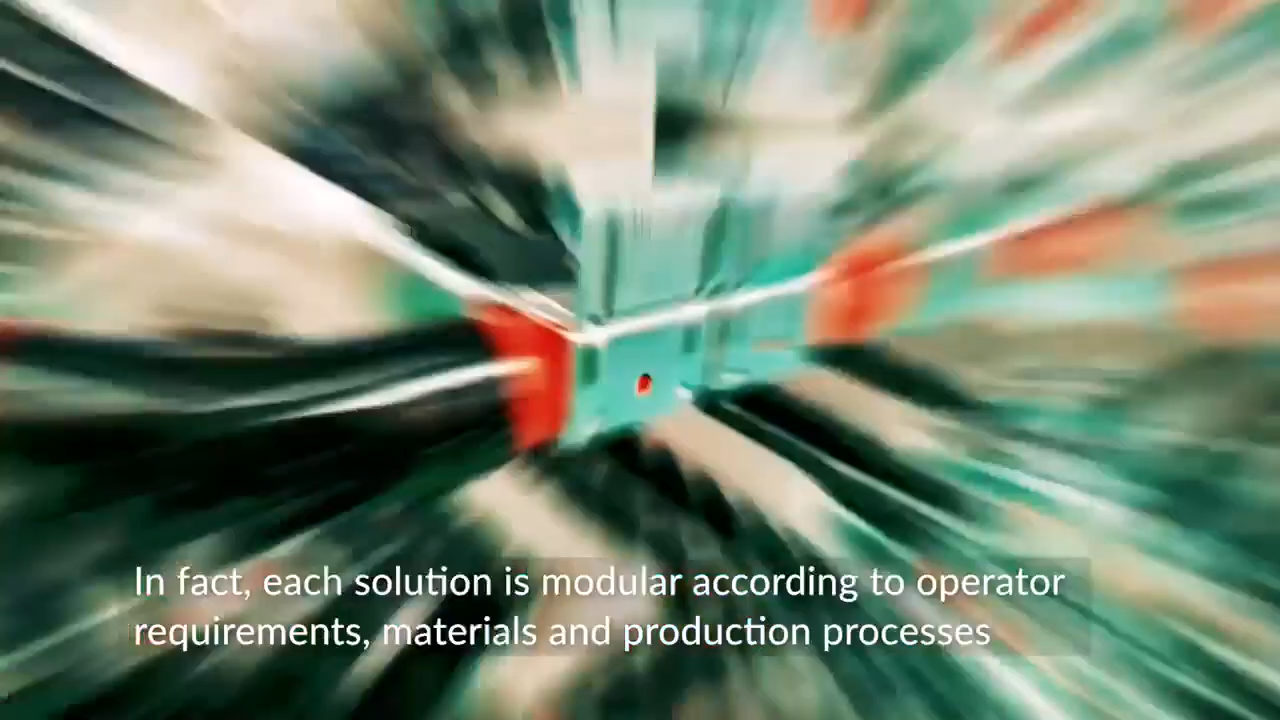 In fact, each solution is modular according to operator
requirements, materials and production processes